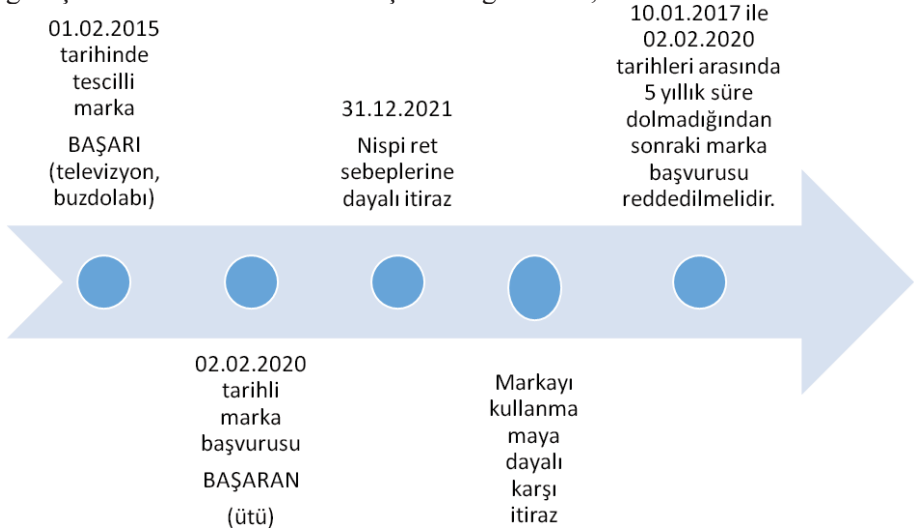 01.02.2015
tarihinde
tescilli
marka
BAŞARI
(televizyon,
buzdolabı)
02.02.2020
tarihli
marka
başvurusu
BAŞARAN
(ütü)
31.12.2021
Nispi ret
sebeplerine
dayalı itiraz
Markayı
kullanma
maya
dayalı
karşı
itiraz
10.01.2017 ile
02.02.2020
tarihleri arasında
5 yıllık süre
dolmadığından
sonraki marka
başvurusu
reddedilmelidir.